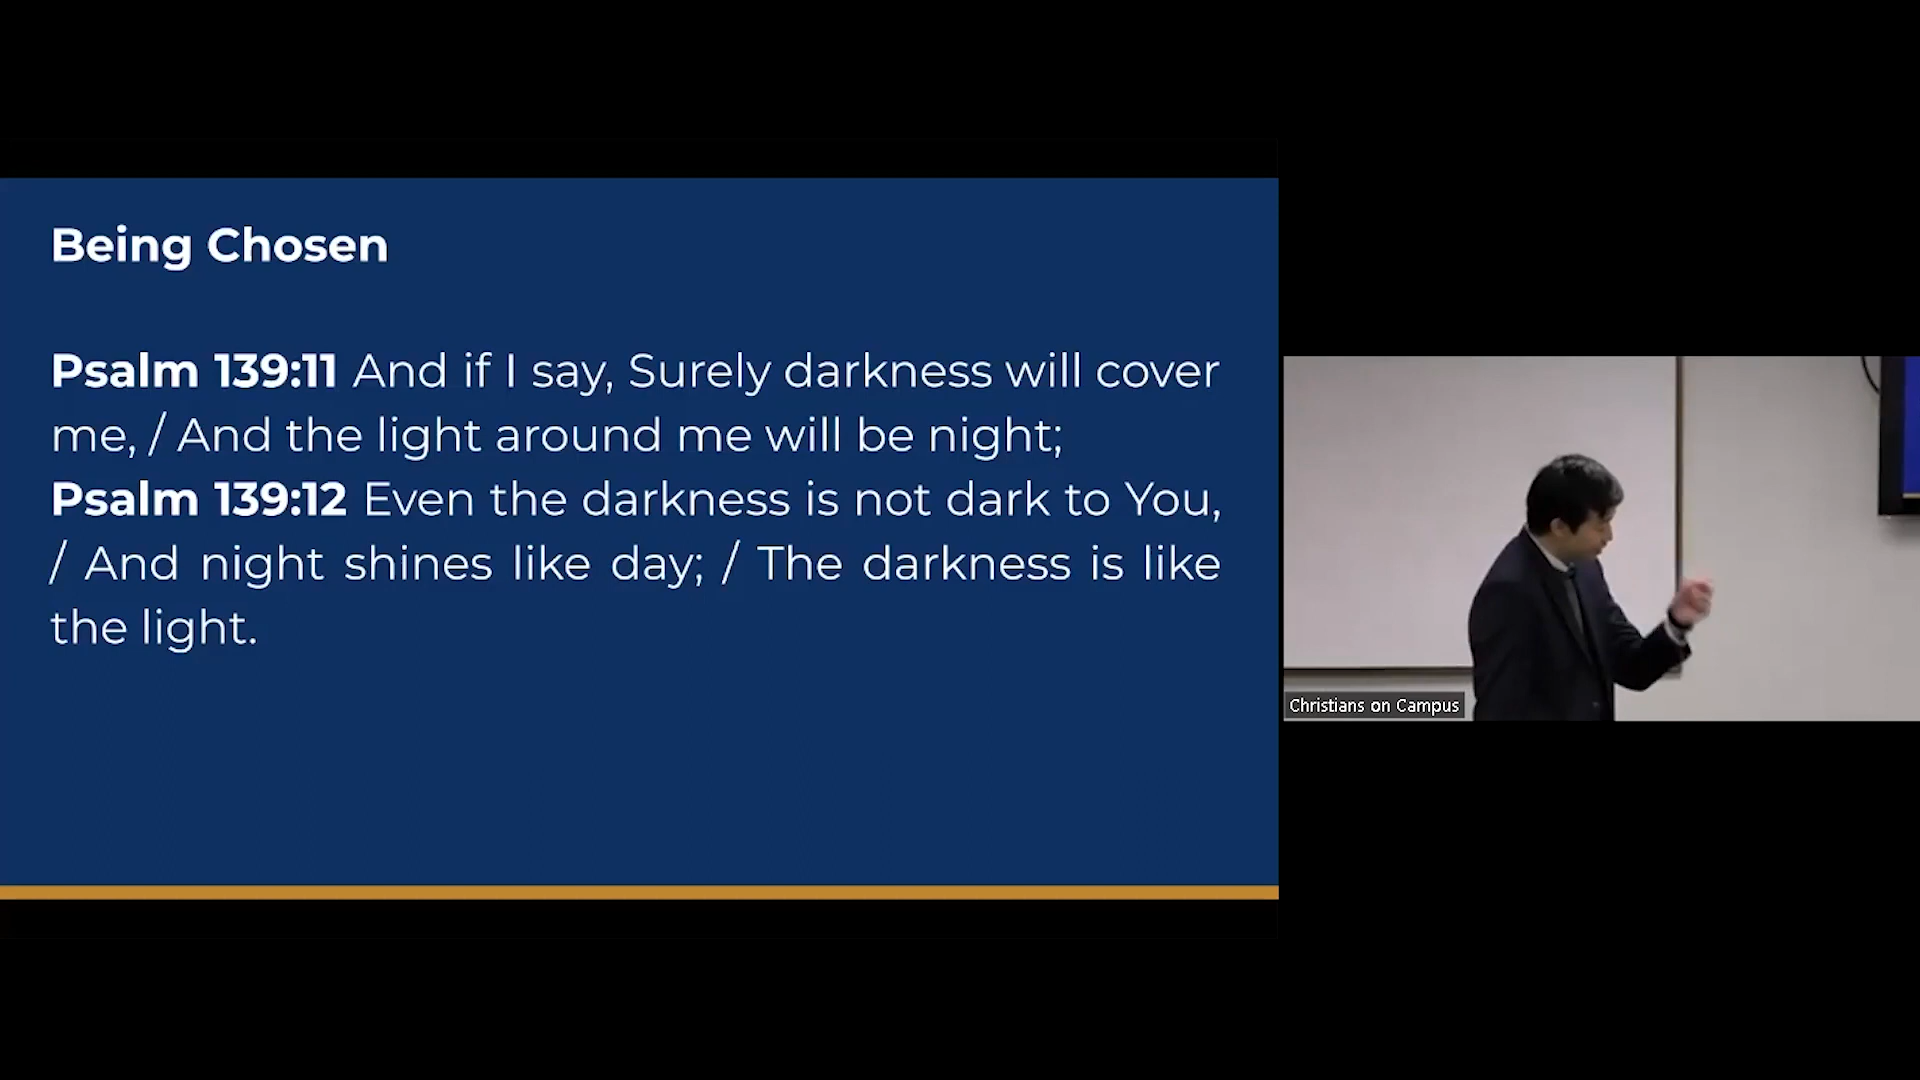 Being Chosen
Psalm 139:11 And if I say, Surely darkness will cover
me, / And the light around me will be night;
Psalm 139:12 Even the darkness is not dark to You,
/ And night shines like day; / The darkness is like
the light.
Christians on Campus